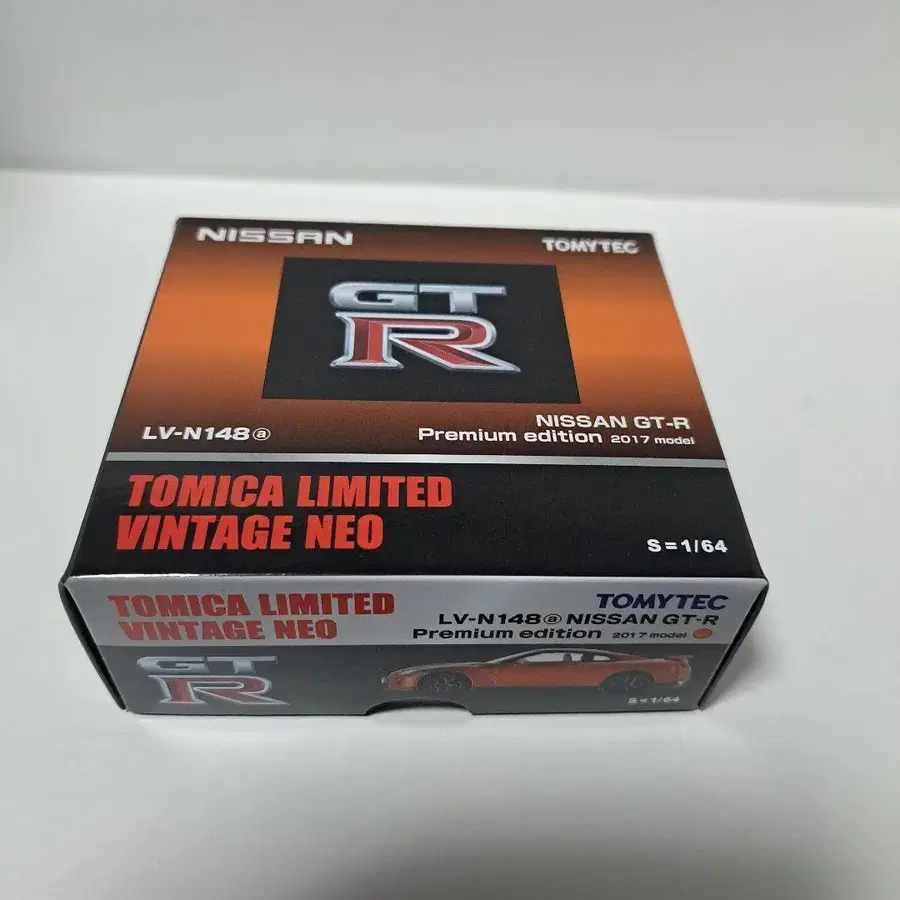 NISSAN
TOMYTEC
GT
R
NISSAN GT-R
LV-N148ⓐ
Premium edition 2017 model
TOMICA LIMITED
VINTAGE NEO
S=1/64
TOMICA LIMITED
VINTAGE NEO
TOMYTEC
LV-N148ⓐ NISSAN GT-R
Premium edition 2017 model
GT
R
S=1/64